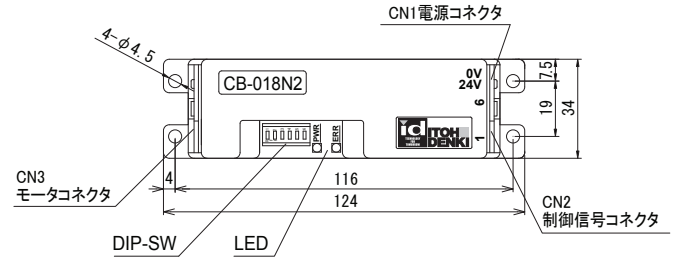 CN1電源コネクタ
4-φ4.5
CB-018N2
0V
24V
6
1
PWR
ERR
id
ITOH
DENKI
7.5
19
34
CN3
モータコネクタ
4
116
124
CN2
制御信号コネクタ
DIP-SW
LED